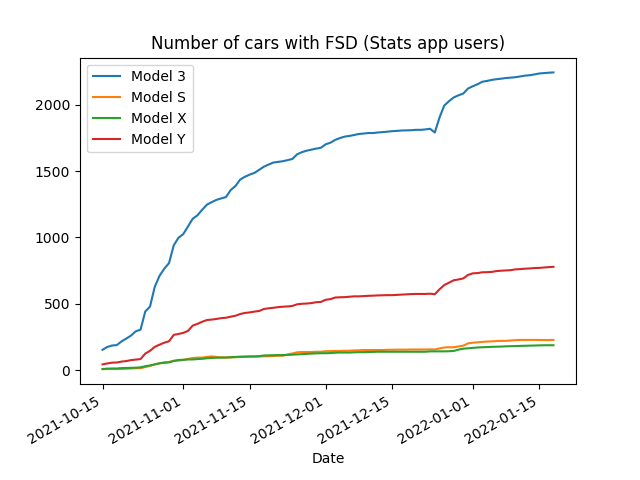 Number of cars with FSD (Stats app users)
Model 3
Model S
Model X
Model Y
2000
1500
1000
500
0
2021-10-15
2021-11-01
2021-11-15
2021-12-01
2021-12-15
2022-01-01
2022-01-15
Date